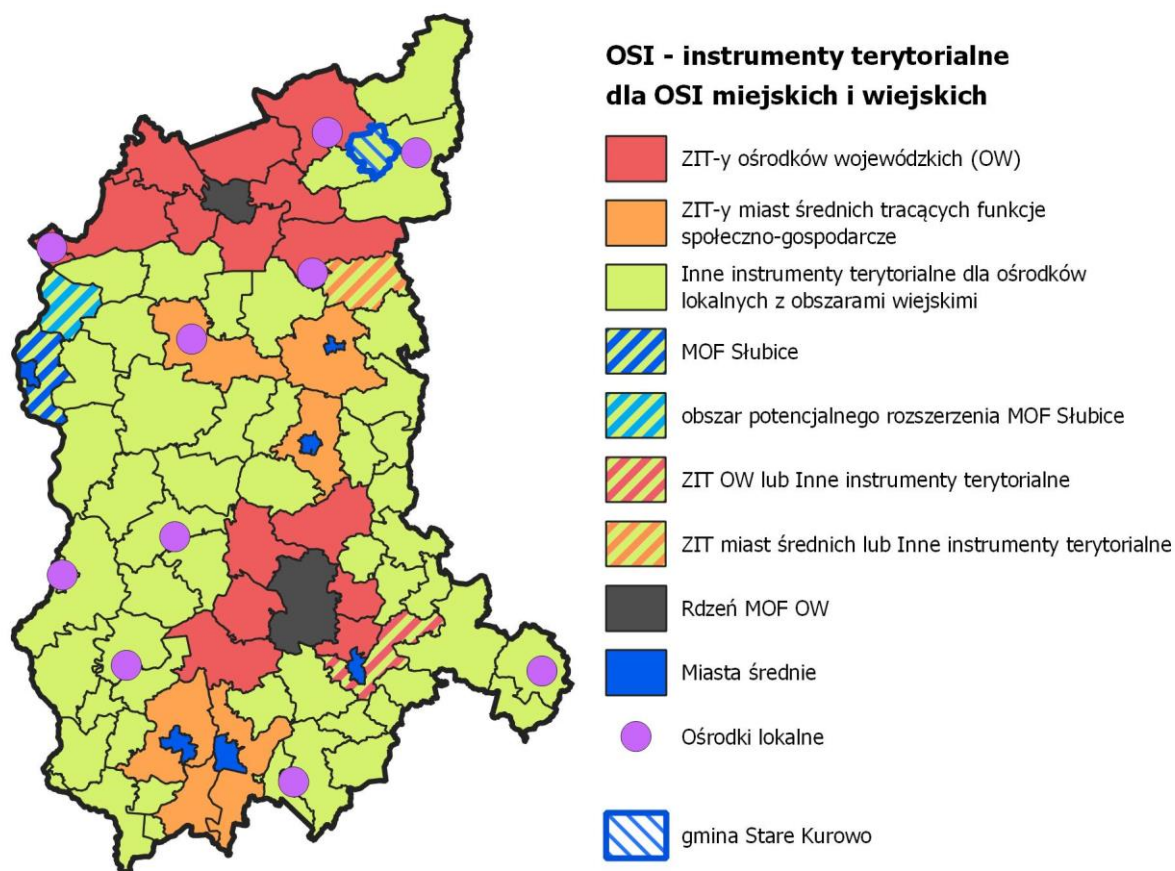 OSI - instrumenty terytorialne
dla OSI miejskich i wiejskich
ZIT-y ośrodków wojewódzkich (OW)
ZIT-y miast średnich tracących funkcje
społeczno-gospodarcze
Inne instrumenty terytorialne dla ośrodków
lokalnych z obszarami wiejskimi
MOF Słubice
obszar potencjalnego rozszerzenia MOF Słubice
ZIT OW lub Inne instrumenty terytorialne
ZIT miast średnich lub Inne instrumenty terytorialne
Rdzeń MOF OW
Miasta średnie
Ośrodki lokalne
gmina Stare Kurowo